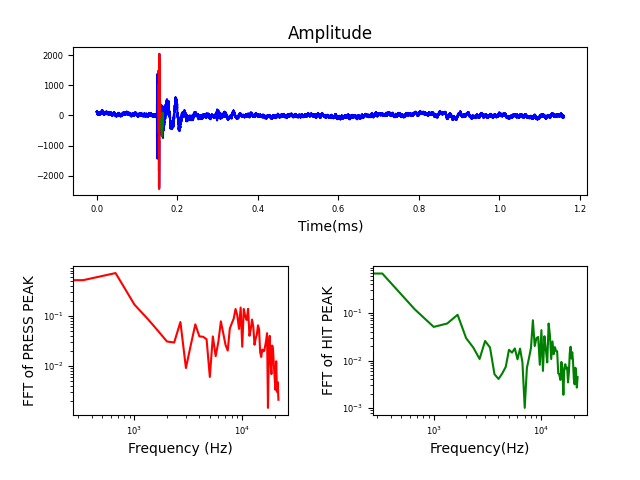 Amplitude
2000
1000
0
−1000
−2000
0.0 0.2 0.4 0.6 0.8 1.0 1.2
Time(ms)
FFT of PRESS PEAK
10⁻¹
10⁻²
10³ 10⁴
Frequency (Hz)
FFT of HIT PEAK
10⁻¹
10⁻²
10⁻³
10³ 10⁴
Frequency(Hz)